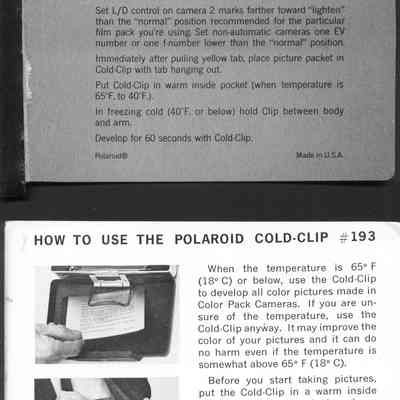 Set L/D control on camera 2 marks farther toward "lighten"
than the "normal" position recommended for the particular
film pack you're using. Set non-automatic cameras one EV
number or one f-number lower than the "normal" position.
Immediately after pulling yellow tab, place picture packet in
Cold-Clip with tab hanging out.
Put Cold-Clip in warm inside pocket (when temperature is
65°F. to 40°F.).
In freezing cold (40°F. or below) hold Clip between body
and arm.
Develop for 60 seconds with Cold-Clip.
Polaroid® Made in U.S.A.
HOW TO USE THE POLAROID COLD-CLIP #193
When the temperature is 65° F
(18° C) or below, use the Cold-Clip
to develop all color pictures made in
Color Pack Cameras. If you are un-
sure of the temperature, use the
Cold-Clip anyway. It may improve the
color of your pictures and it can do
no harm even if the temperature is
somewhat above 65° F (18° C).
Before you start taking pictures,
put the Cold-Clip in a warm inside